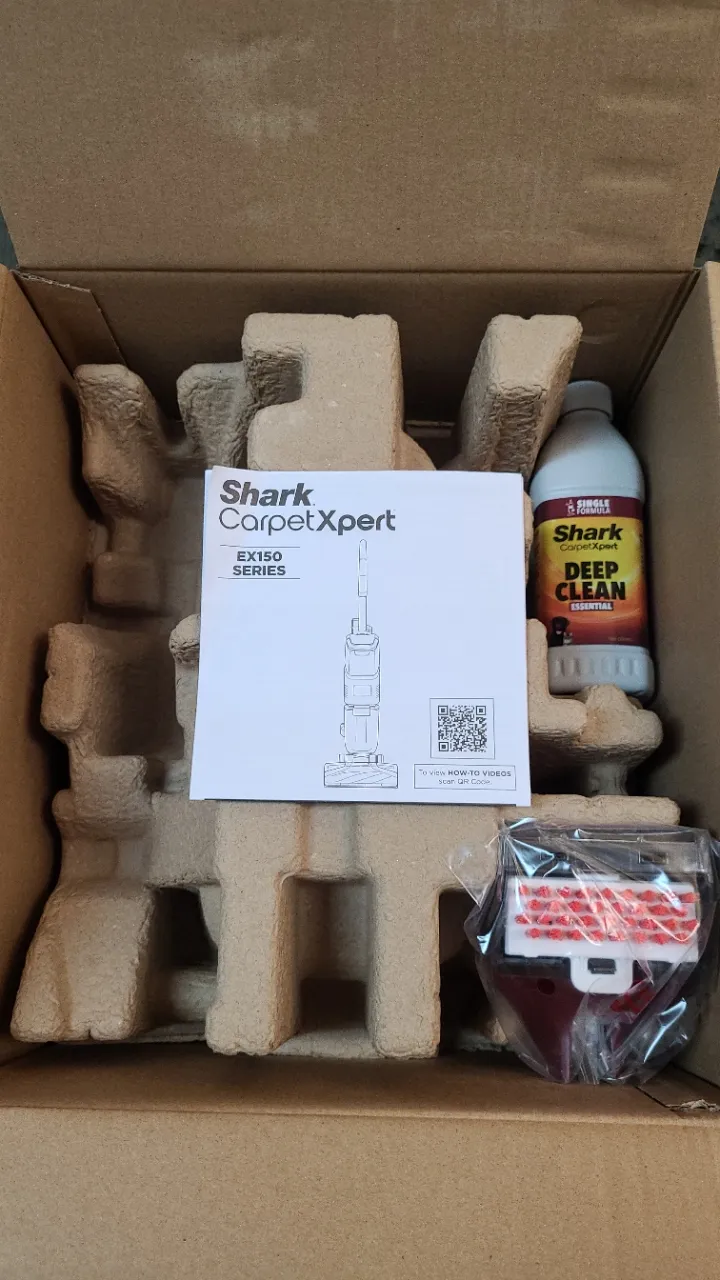 Shark
CarpetXpert
EX150
SERIES
To view HOW-TO VIDEOS
scan QR Code.
SINGLE
FORMULA
Shark
CarpetXpert
DEEP
CLEAN
ESSENTIAL